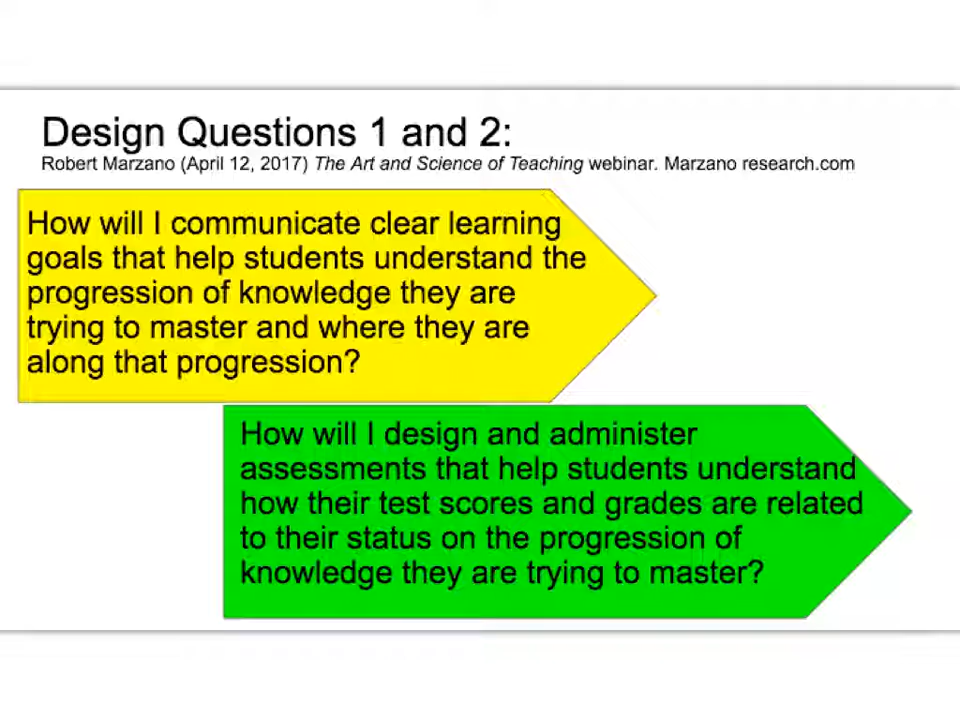 Design Questions 1 and 2:
Robert Marzano (April 12, 2017) The Art and Science of Teaching webinar. Marzano research.com
How will I communicate clear learning
goals that help students understand the
progression of knowledge they are
trying to master and where they are
along that progression?
How will I design and administer
assessments that help students understand
how their test scores and grades are related
to their status on the progression of
knowledge they are trying to master?